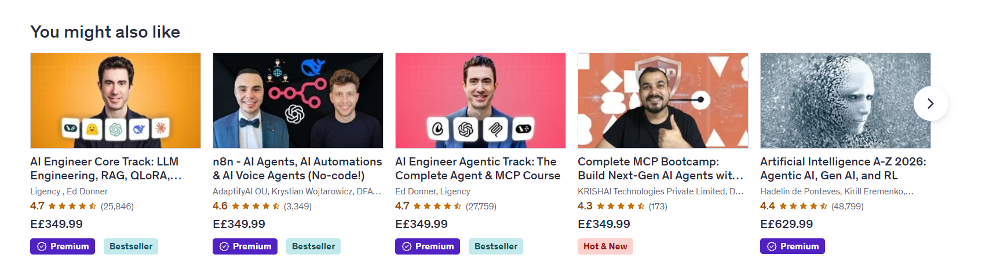 You might also like
AI Engineer Core Track: LLM
Engineering, RAG, QLoRA,...
Ligency , Ed Donner
4.7 (25,846)
E£349.99
Premium Bestseller
n8n - AI Agents, AI Automations
& AI Voice Agents (No-code!)
AdaptifyAI OU, Krystian Wojtarowicz, DFA...
4.6 (3,349)
E£349.99
Premium Bestseller
AI Engineer Agentic Track: The
Complete Agent & MCP Course
Ed Donner, Ligency
4.7 (27,759)
E£349.99
Premium Bestseller
Complete MCP Bootcamp:
Build Next-Gen AI Agents wit...
KRISHAI Technologies Private Limited, D...
4.3 (173)
E£349.99
Hot & New
Artificial Intelligence A-Z 2026:
Agentic AI, Gen AI, and RL
Hadelin de Ponteves, Kirill Eremenko,...
4.4 (48,799)
E£629.99
Premium